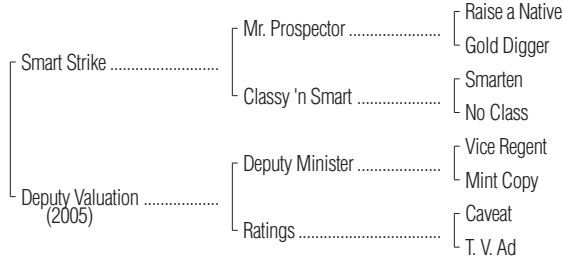 Raise a Native
Mr. Prospector ......................
Gold Digger
Smart Strike ..........................
Smarten
Classy 'n Smart ....................
No Class
Vice Regent
Deputy Minister ....................
Mint Copy
Deputy Valuation ..................
(2005)
Caveat
Ratings ..................................
T. V. Ad